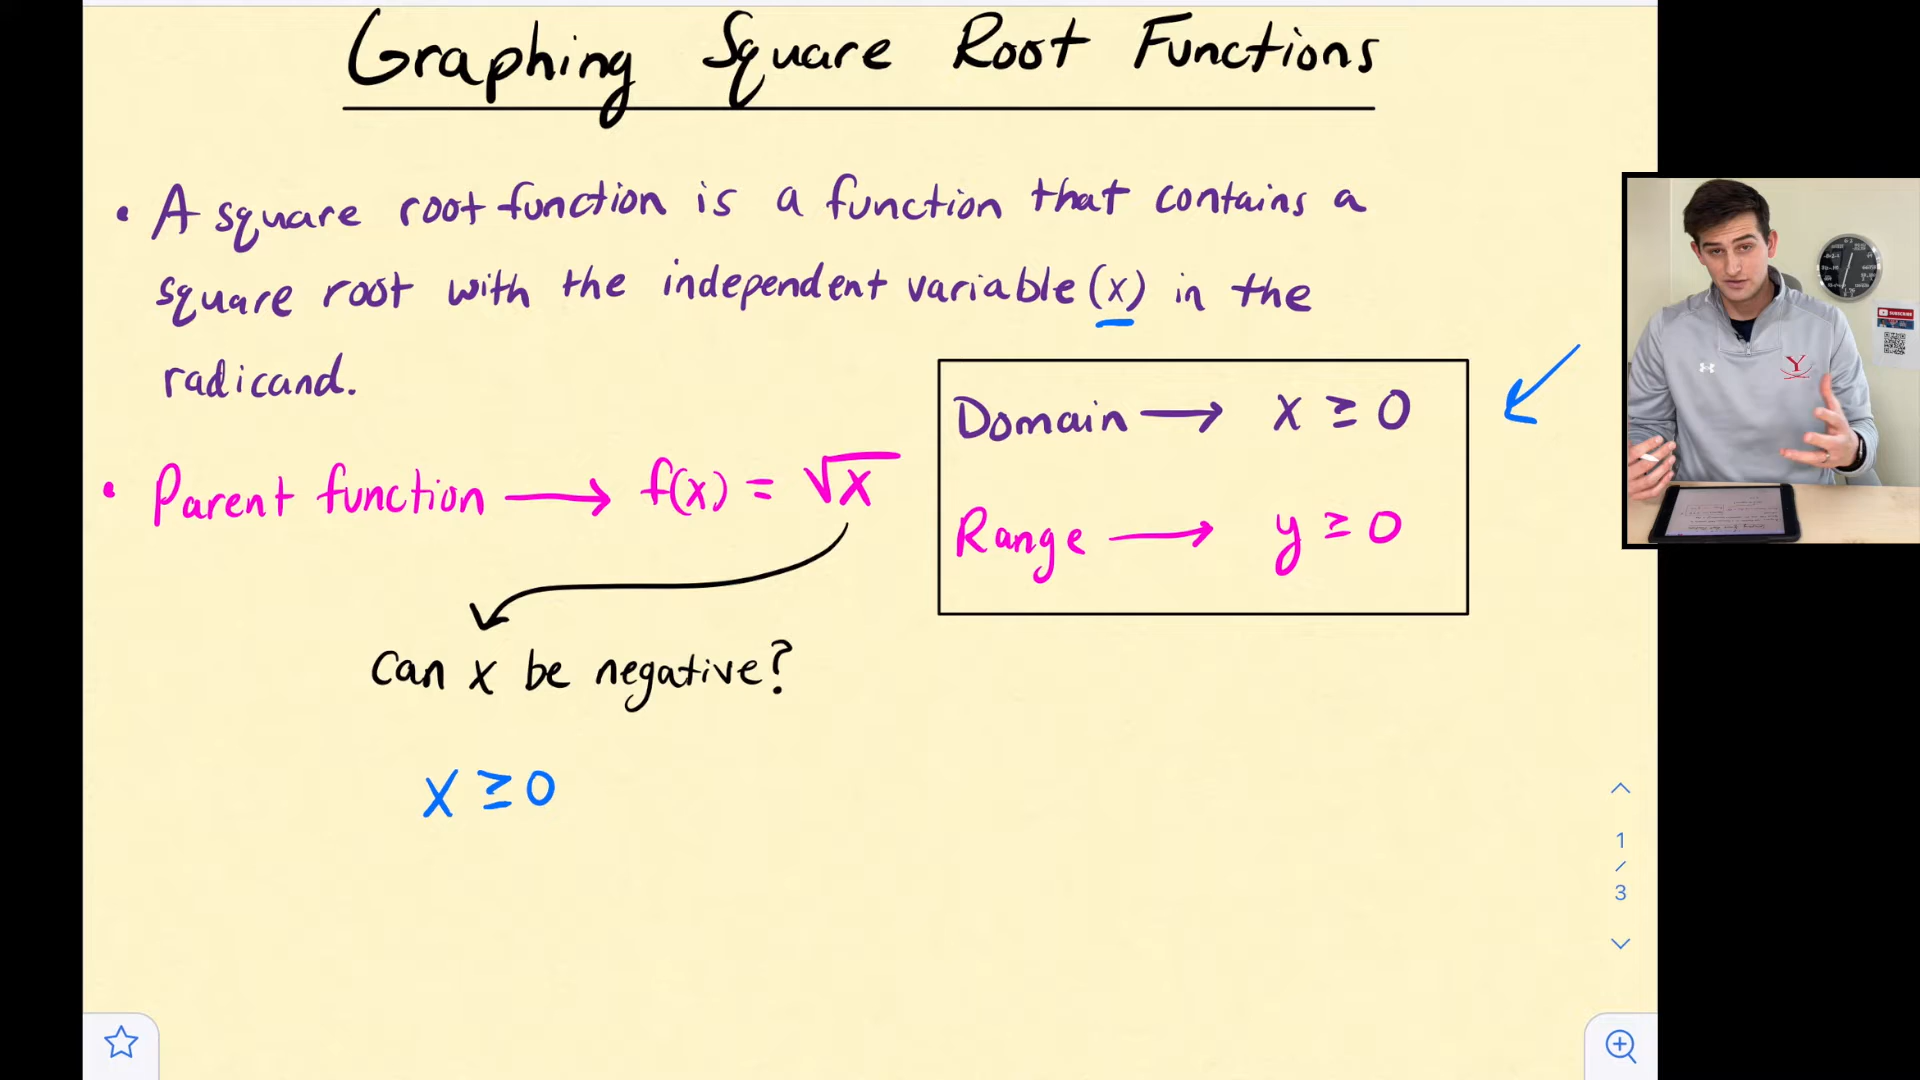 Graphing Square Root Functions
• A square root function is a function that contains a
square root with the independent variable (x) in the
radicand.
• Parent function → f(x) = √x
Domain → x ≥ 0
Range → y ≥ 0
Can x be negative?
x ≥ 0
1
/
3
Y
SUBSCRIBE